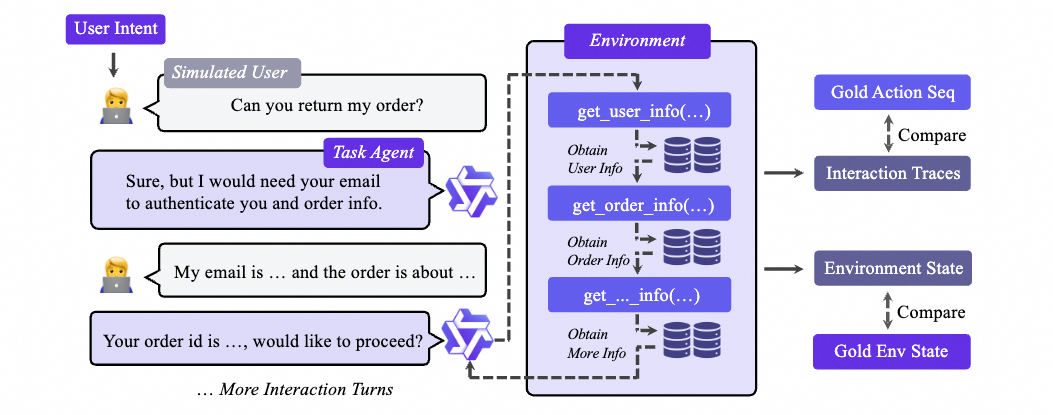 User Intent
Simulated User
Can you return my order?
Task Agent
Sure, but I would need your email
to authenticate you and order info.
My email is … and the order is about …
Your order id is …, would like to proceed?
… More Interaction Turns
Environment
get_user_info(…)
Obtain
User Info
get_order_info(…)
Obtain
Order Info
get_..._info(…)
Obtain
More Info
Gold Action Seq
Compare
Interaction Traces
Environment State
Compare
Gold Env State